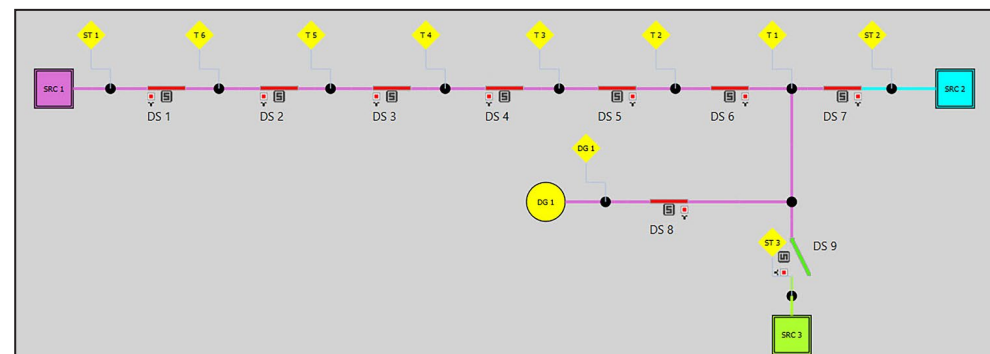 ST 1
T 6
T 5
T 4
T 3
T 2
T 1
ST 2
SRC 1
SRC 2
DS 1
DS 2
DS 3
DS 4
DS 5
DS 6
DS 7
DG 1
DG 1
DS 8
ST 3
DS 9
SRC 3